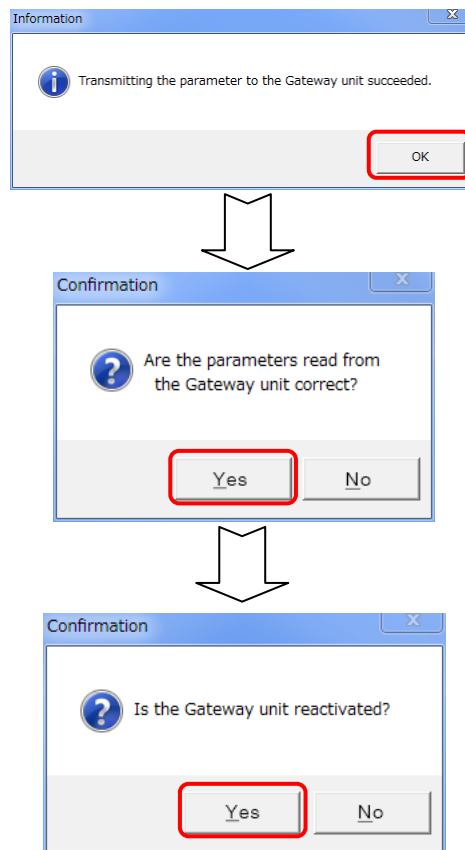 Information
Transmitting the parameter to the Gateway unit succeeded.
OK
Confirmation
Are the parameters read from
the Gateway unit correct?
Yes No
Confirmation
Is the Gateway unit reactivated?
Yes No